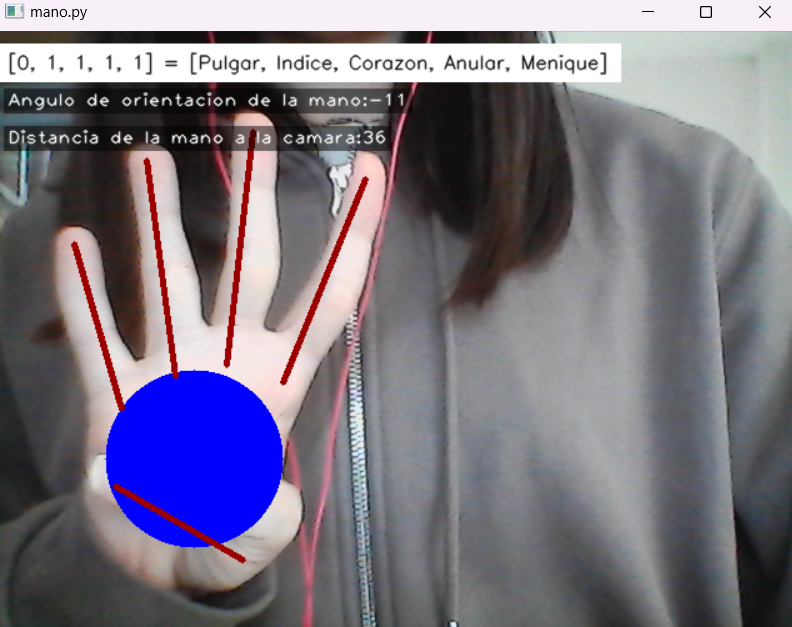 mano.py
[0, 1, 1, 1, 1] = [Pulgar, Indice, Corazon, Anular, Menique]
Angulo de orientacion de la mano:-11
Distancia de la mano a la camara:36